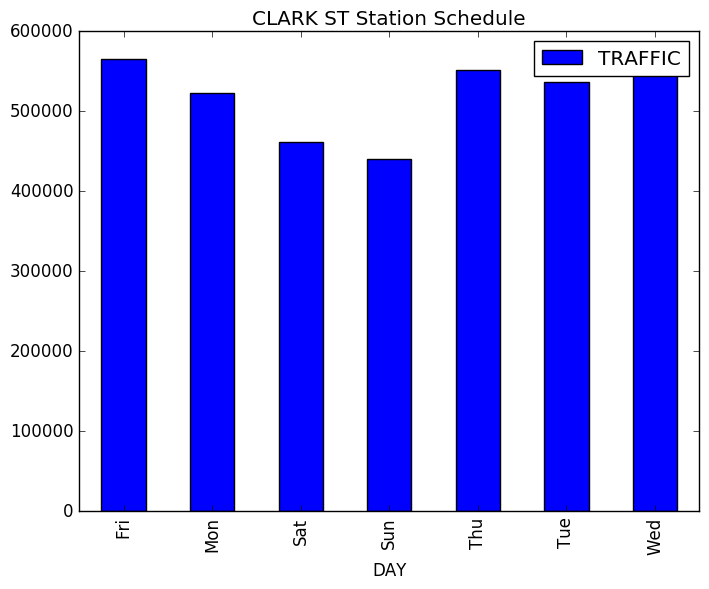 CLARK ST Station Schedule
TRAFFIC
600000
500000
400000
300000
200000
100000
0
Fri
Mon
Sat
Sun
Thu
Tue
Wed
DAY